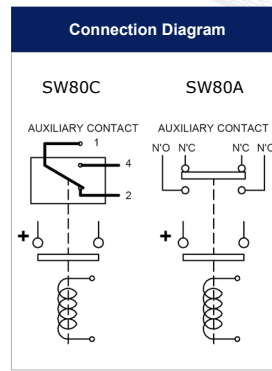 Connection Diagram
SW80C SW80A
AUXILIARY CONTACT AUXILIARY CONTACT
1 N'O N'C N'C N'O
4
2
+ +